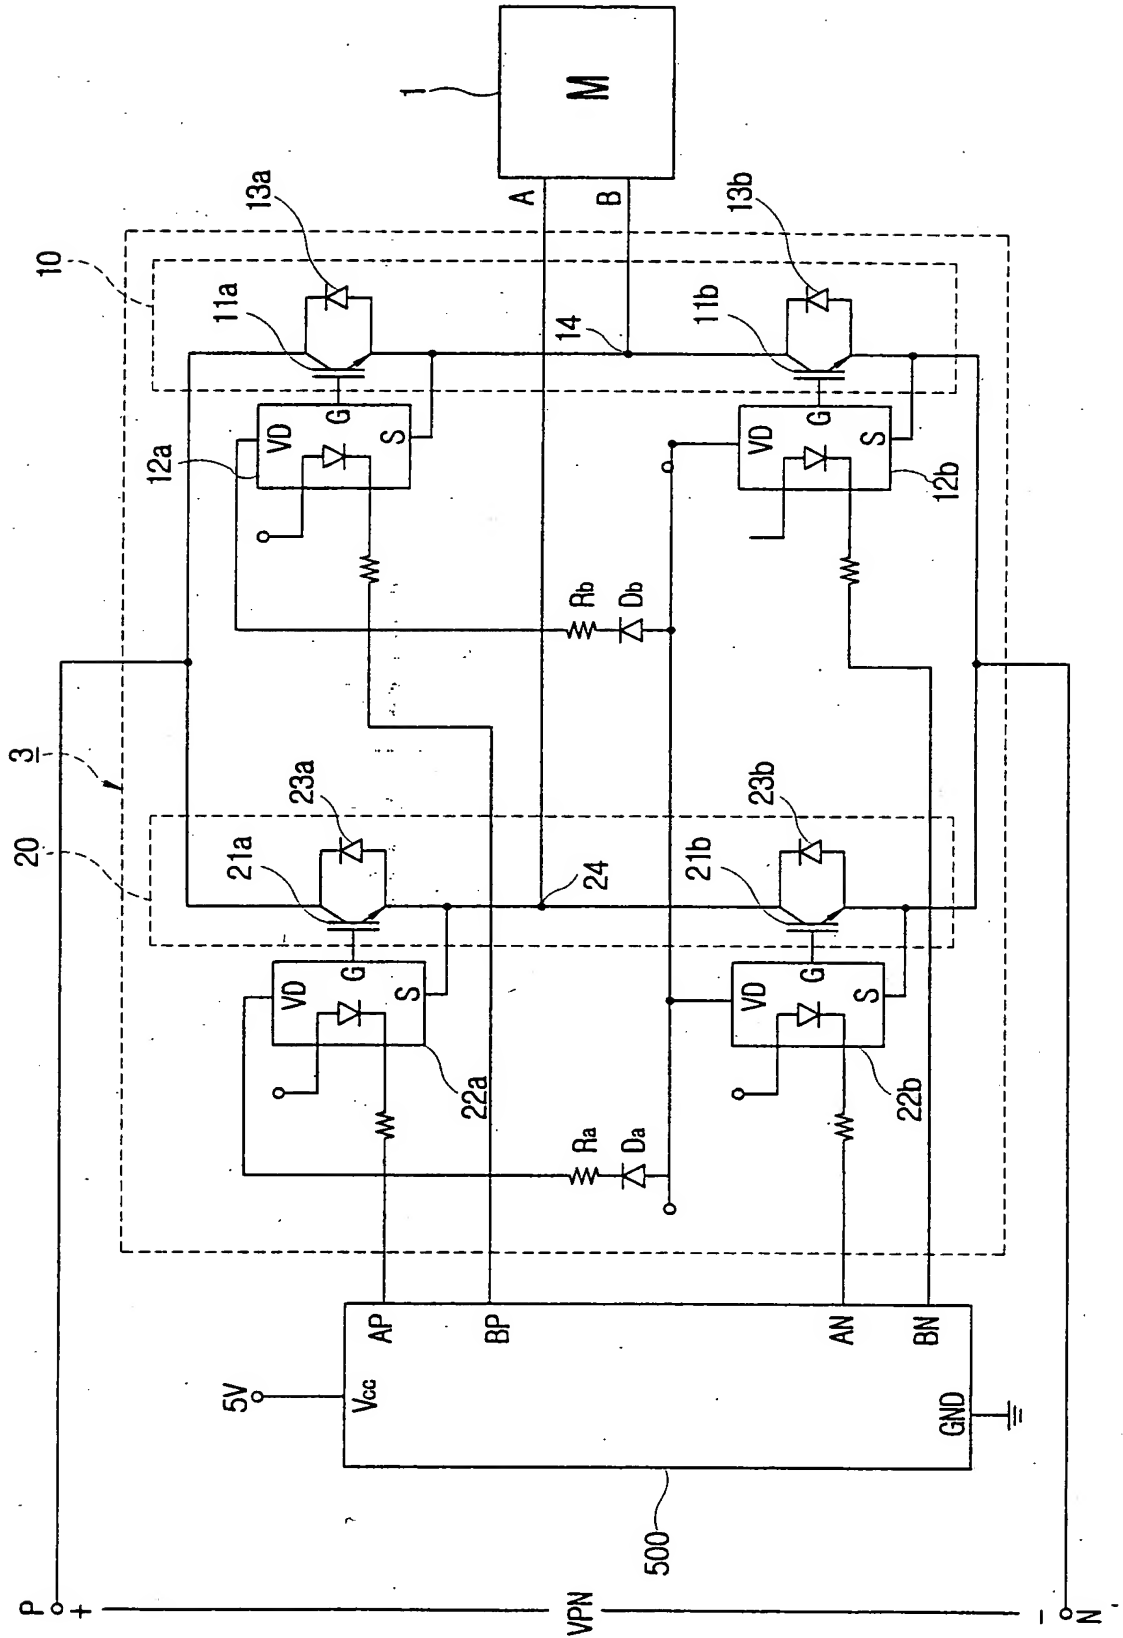 P
+
VPN
−
N
500
5V
Vcc
GND
AP
BP
AN
BN
3
20
21a
23a
22a
VD
G
S
Ra
Da
24
21b
23b
22b
VD
G
S
10
11a
13a
12a
VD
G
S
Rb
Db
14
11b
13b
12b
VD
G
S
A
B
1
M